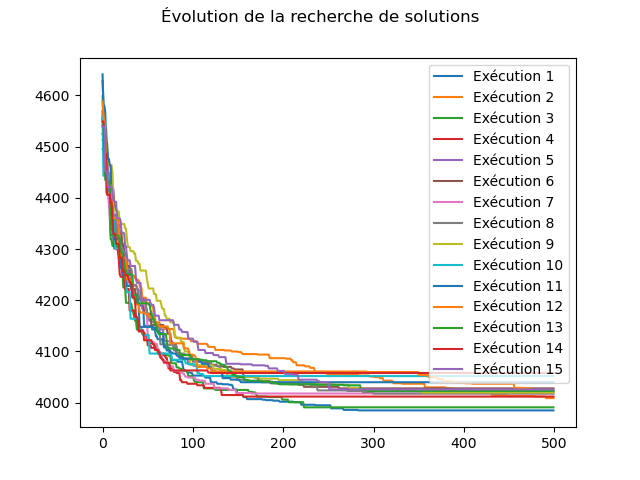 Évolution de la recherche de solutions
4600
4500
4400
4300
4200
4100
4000
0 100 200 300 400 500
Exécution 1
Exécution 2
Exécution 3
Exécution 4
Exécution 5
Exécution 6
Exécution 7
Exécution 8
Exécution 9
Exécution 10
Exécution 11
Exécution 12
Exécution 13
Exécution 14
Exécution 15